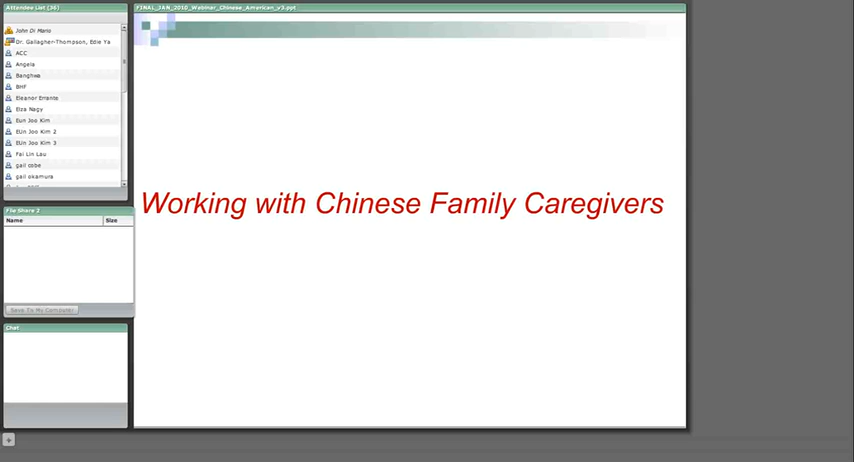 Attendee List (36)
John Di Mario
Dr. Gallagher-Thompson, Edie Ya
ACC
Angela
Banghwa
BHF
Eleanor Errante
Elza Nagy
Eun Joo Kim
EUn Joo Kim 2
EUn Joo Kim 3
Fai Lin Lau
gail cobe
gail okamura
File Share 2
Name Size
Save To My Computer
Chat
FINAL_JAN_2010_Webinar_Chinese_American_v3.ppt
Working with Chinese Family Caregivers